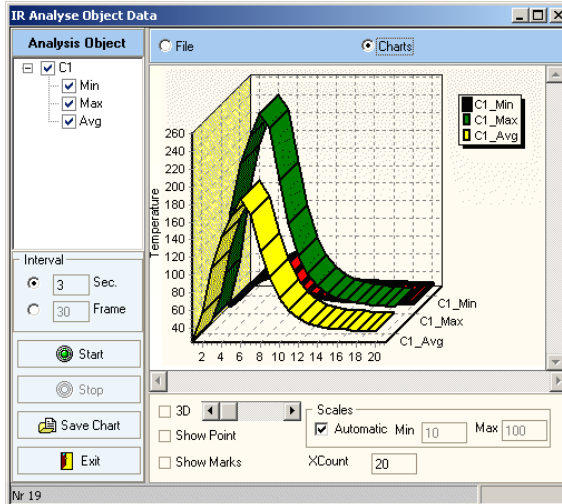 IR Analyse Object Data
Analysis Object
File
Charts
C1
Min
Max
Avg
C1_Min
C1_Max
C1_Avg
260
240
220
200
180
160
140
120
100
80
60
40
Temperature
2 4 6 8 10 12 14 16 18 20
C1_Min
C1_Max
C1_Avg
Interval
3 Sec.
30 Frame
Start
Stop
Save Chart
Exit
3D
Show Point
Show Marks
Scales
Automatic Min 10 Max 100
XCount 20
Nr 19